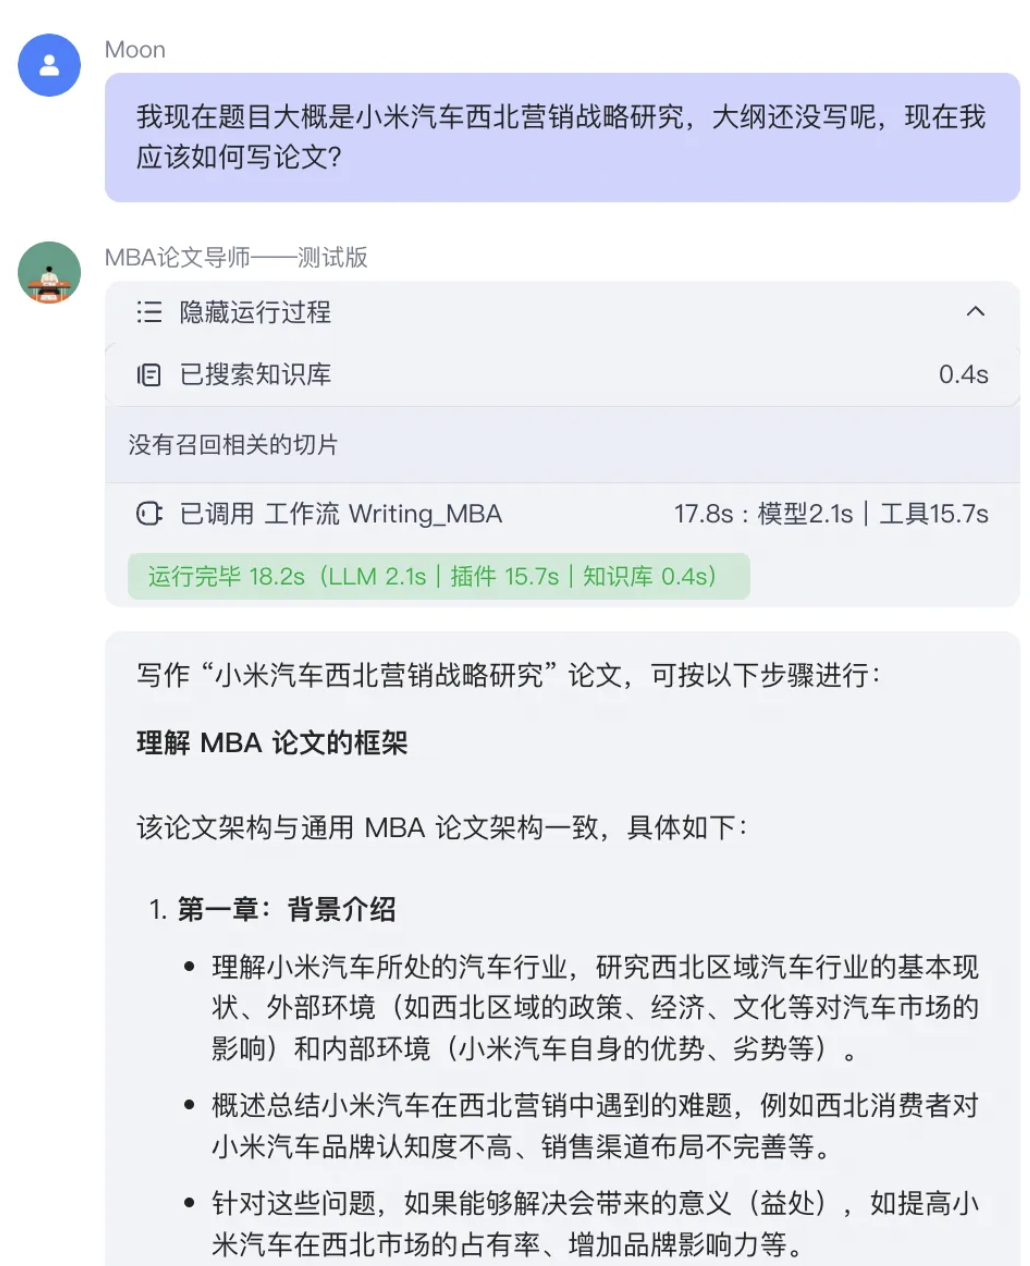 Moon
我现在题目大概是小米汽车西北营销战略研究，大纲还没写呢，现在我
应该如何写论文？
MBA论文导师——测试版
隐藏运行过程
已搜索知识库 0.4s
没有召回相关的切片
已调用 工作流 Writing_MBA 17.8s : 模型2.1s | 工具15.7s
运行完毕 18.2s（LLM 2.1s | 插件 15.7s | 知识库 0.4s）
写作 “小米汽车西北营销战略研究” 论文，可按以下步骤进行：
理解 MBA 论文的框架
该论文架构与通用 MBA 论文架构一致，具体如下：
1. 第一章：背景介绍
• 理解小米汽车所处的汽车行业，研究西北区域汽车行业的基本现
状、外部环境（如西北区域的政策、经济、文化等对汽车市场的
影响）和内部环境（小米汽车自身的优势、劣势等）。
• 概述总结小米汽车在西北营销中遇到的难题，例如西北消费者对
小米汽车品牌认知度不高、销售渠道布局不完善等。
• 针对这些问题，如果能够解决会带来的意义（益处），如提高小
米汽车在西北市场的占有率、增加品牌影响力等。